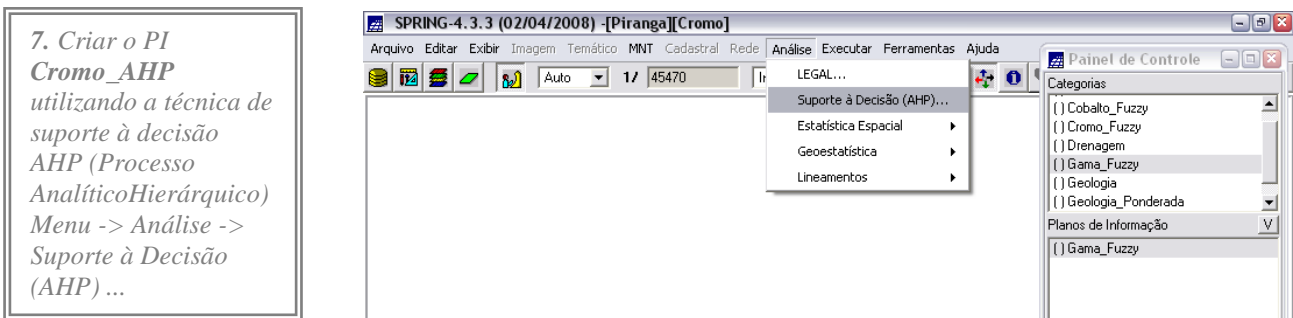 7. Criar o PI
Cromo_AHP
utilizando a técnica de
suporte à decisão
AHP (Processo
AnalíticoHierárquico)
Menu -> Análise ->
Suporte à Decisão
(AHP) ...
SPRING-4.3.3 (02/04/2008) -[Piranga][Cromo]
Arquivo Editar Exibir Imagem Temático MNT Cadastral Rede Análise Executar Ferramentas Ajuda
Auto 1/ 45470
LEGAL...
Suporte à Decisão (AHP)...
Estatística Espacial
Geoestatística
Lineamentos
Painel de Controle
Categorias
( ) Cobalto_Fuzzy
( ) Cromo_Fuzzy
( ) Drenagem
( ) Gama_Fuzzy
( ) Geologia
( ) Geologia_Ponderada
Planos de Informação V
( ) Gama_Fuzzy